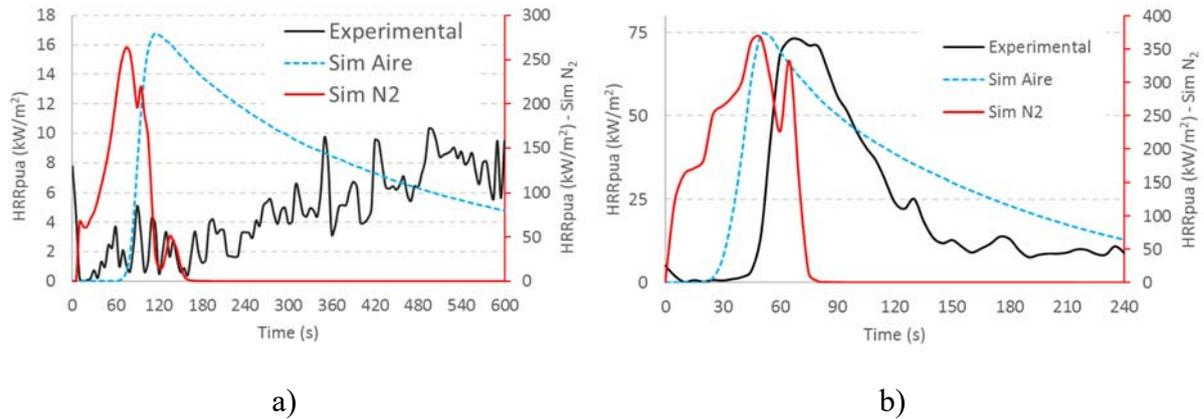 HRRpua (kW/m²)
18
16
14
12
10
8
6
4
2
0
0 60 120 180 240 300 360 420 480 540 600
Time (s)
300
250
200
150
100
50
0
HRRpua (kW/m²) - Sim N₂
Experimental
Sim Aire
Sim N2
a)
HRRpua (kW/m²)
75
50
25
0
0 30 60 90 120 150 180 210 240
Time (s)
400
350
300
250
200
150
100
50
0
HRRpua (kW/m²) - Sim N₂
Experimental
Sim Aire
Sim N2
b)